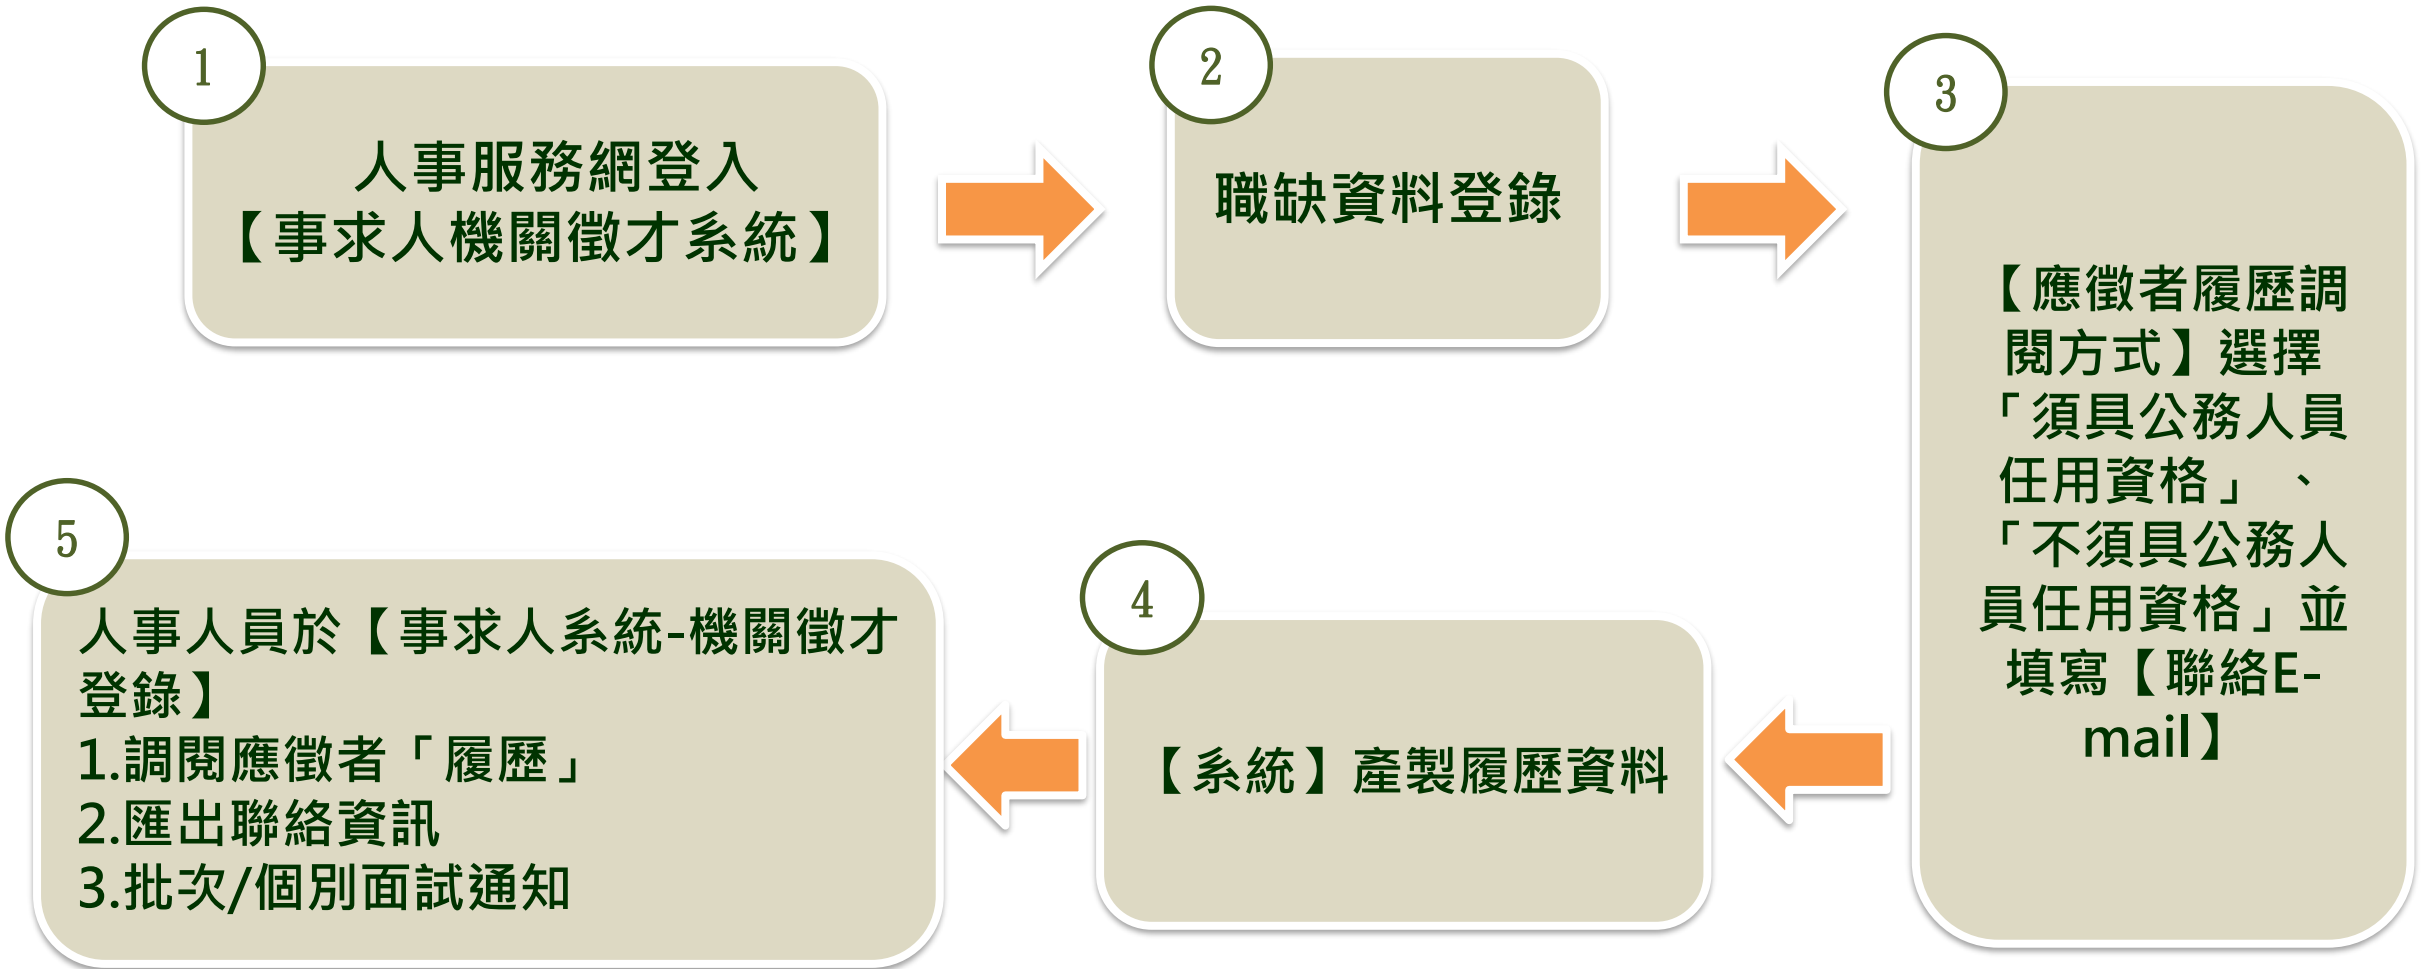 1
人事服務網登入
【事求人機關徵才系統】
2
職缺資料登錄
3
【應徵者履歷調
閱方式】選擇
「須具公務人員
任用資格」、
「不須具公務人
員任用資格」並
填寫【聯絡E-
mail】
4
【系統】產製履歷資料
5
人事人員於【事求人系統-機關徵才
登錄】
1.調閱應徵者「履歷」
2.匯出聯絡資訊
3.批次/個別面試通知